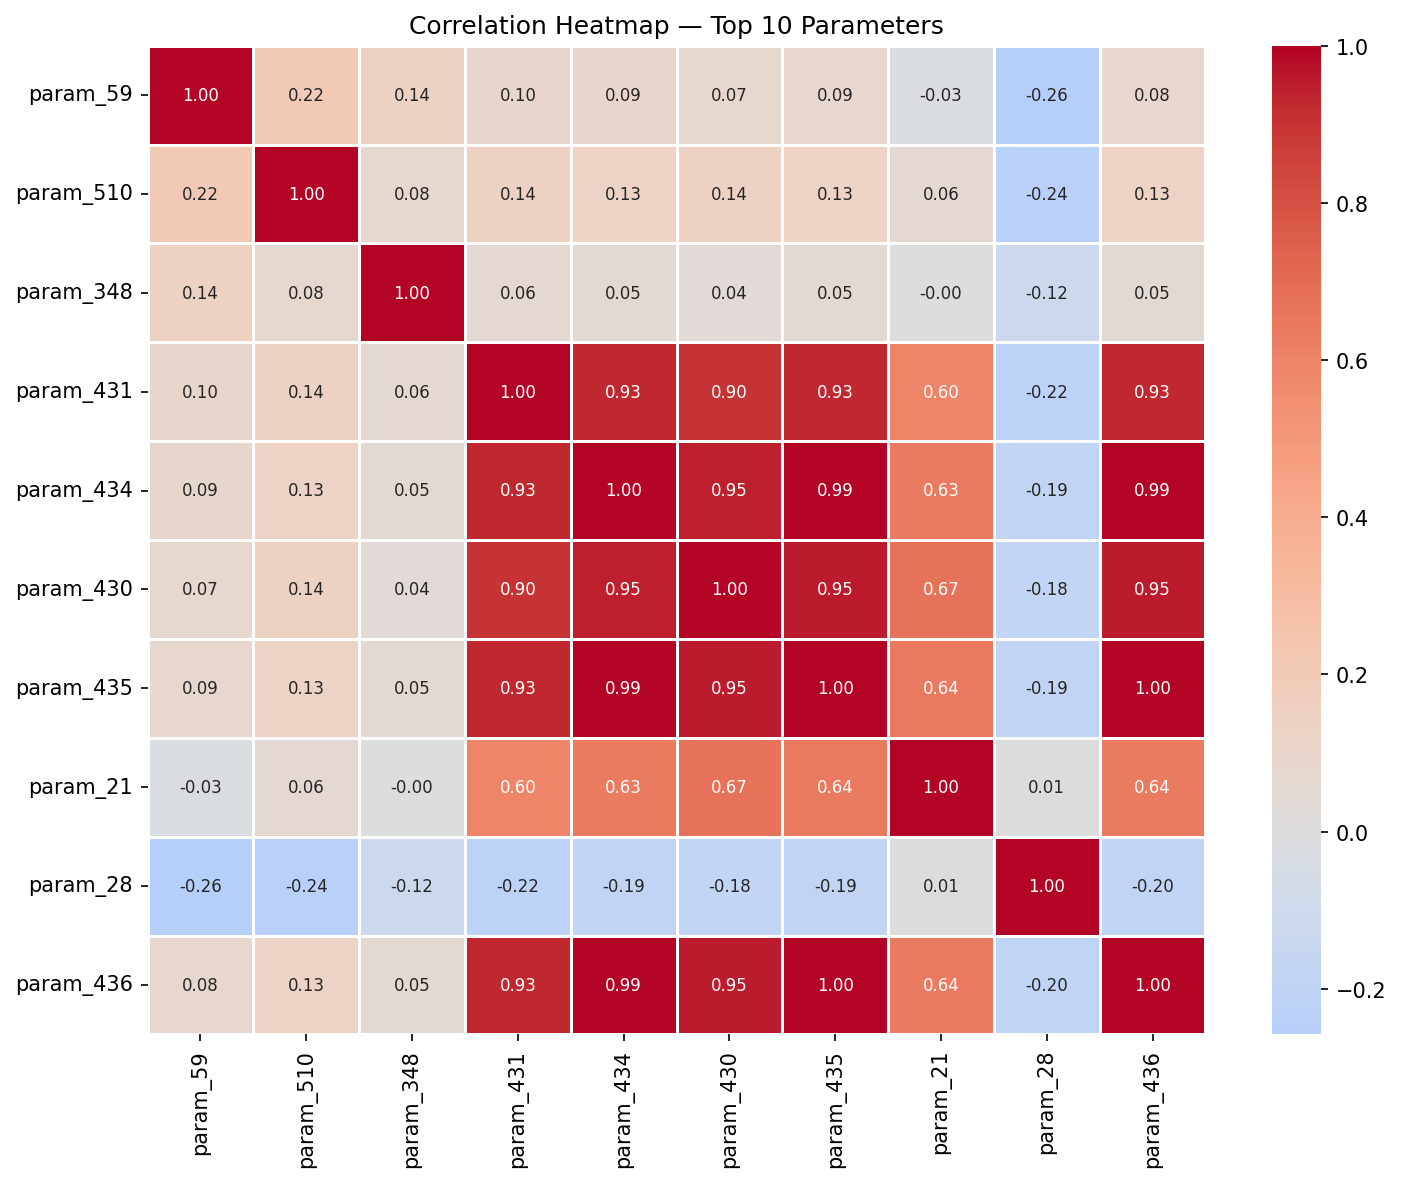 Correlation Heatmap — Top 10 Parameters
param_59 1.00 0.22 0.14 0.10 0.09 0.07 0.09 -0.03 -0.26 0.08
param_510 0.22 1.00 0.08 0.14 0.13 0.14 0.13 0.06 -0.24 0.13
param_348 0.14 0.08 1.00 0.06 0.05 0.04 0.05 -0.00 -0.12 0.05
param_431 0.10 0.14 0.06 1.00 0.93 0.90 0.93 0.60 -0.22 0.93
param_434 0.09 0.13 0.05 0.93 1.00 0.95 0.99 0.63 -0.19 0.99
param_430 0.07 0.14 0.04 0.90 0.95 1.00 0.95 0.67 -0.18 0.95
param_435 0.09 0.13 0.05 0.93 0.99 0.95 1.00 0.64 -0.19 1.00
param_21 -0.03 0.06 -0.00 0.60 0.63 0.67 0.64 1.00 0.01 0.64
param_28 -0.26 -0.24 -0.12 -0.22 -0.19 -0.18 -0.19 0.01 1.00 -0.20
param_436 0.08 0.13 0.05 0.93 0.99 0.95 1.00 0.64 -0.20 1.00
param_59 param_510 param_348 param_431 param_434 param_430 param_435 param_21 param_28 param_436
1.0
0.8
0.6
0.4
0.2
0.0
−0.2